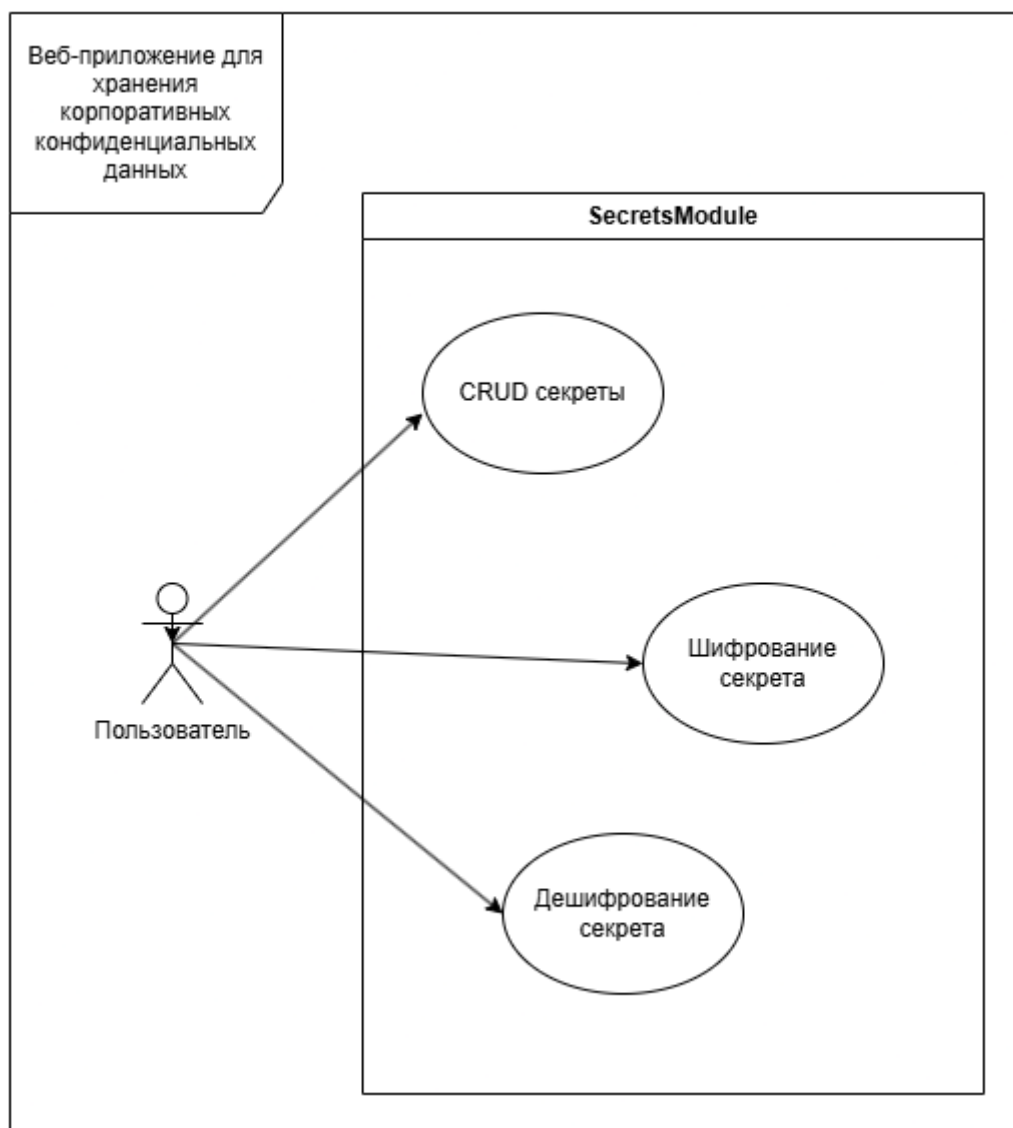 Веб-приложение для
хранения
корпоративных
конфиденциальных
данных
SecretsModule
CRUD секреты
Шифрование
секрета
Пользователь
Дешифрование
секрета